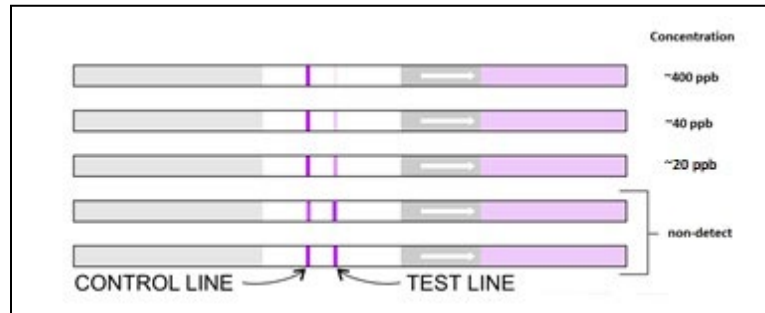 Concentration
~400 ppb
~40 ppb
~20 ppb
non-detect
CONTROL LINE
TEST LINE